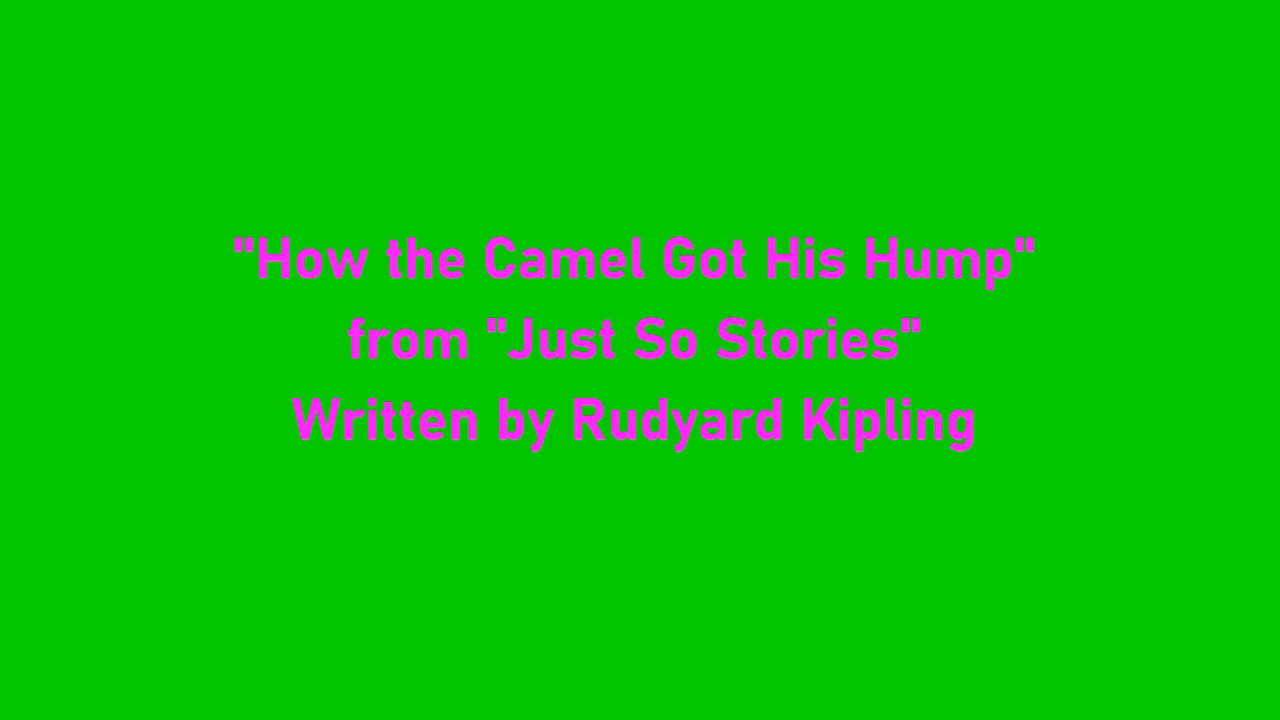 "How the Camel Got His Hump"
from "Just So Stories"
Written by Rudyard Kipling